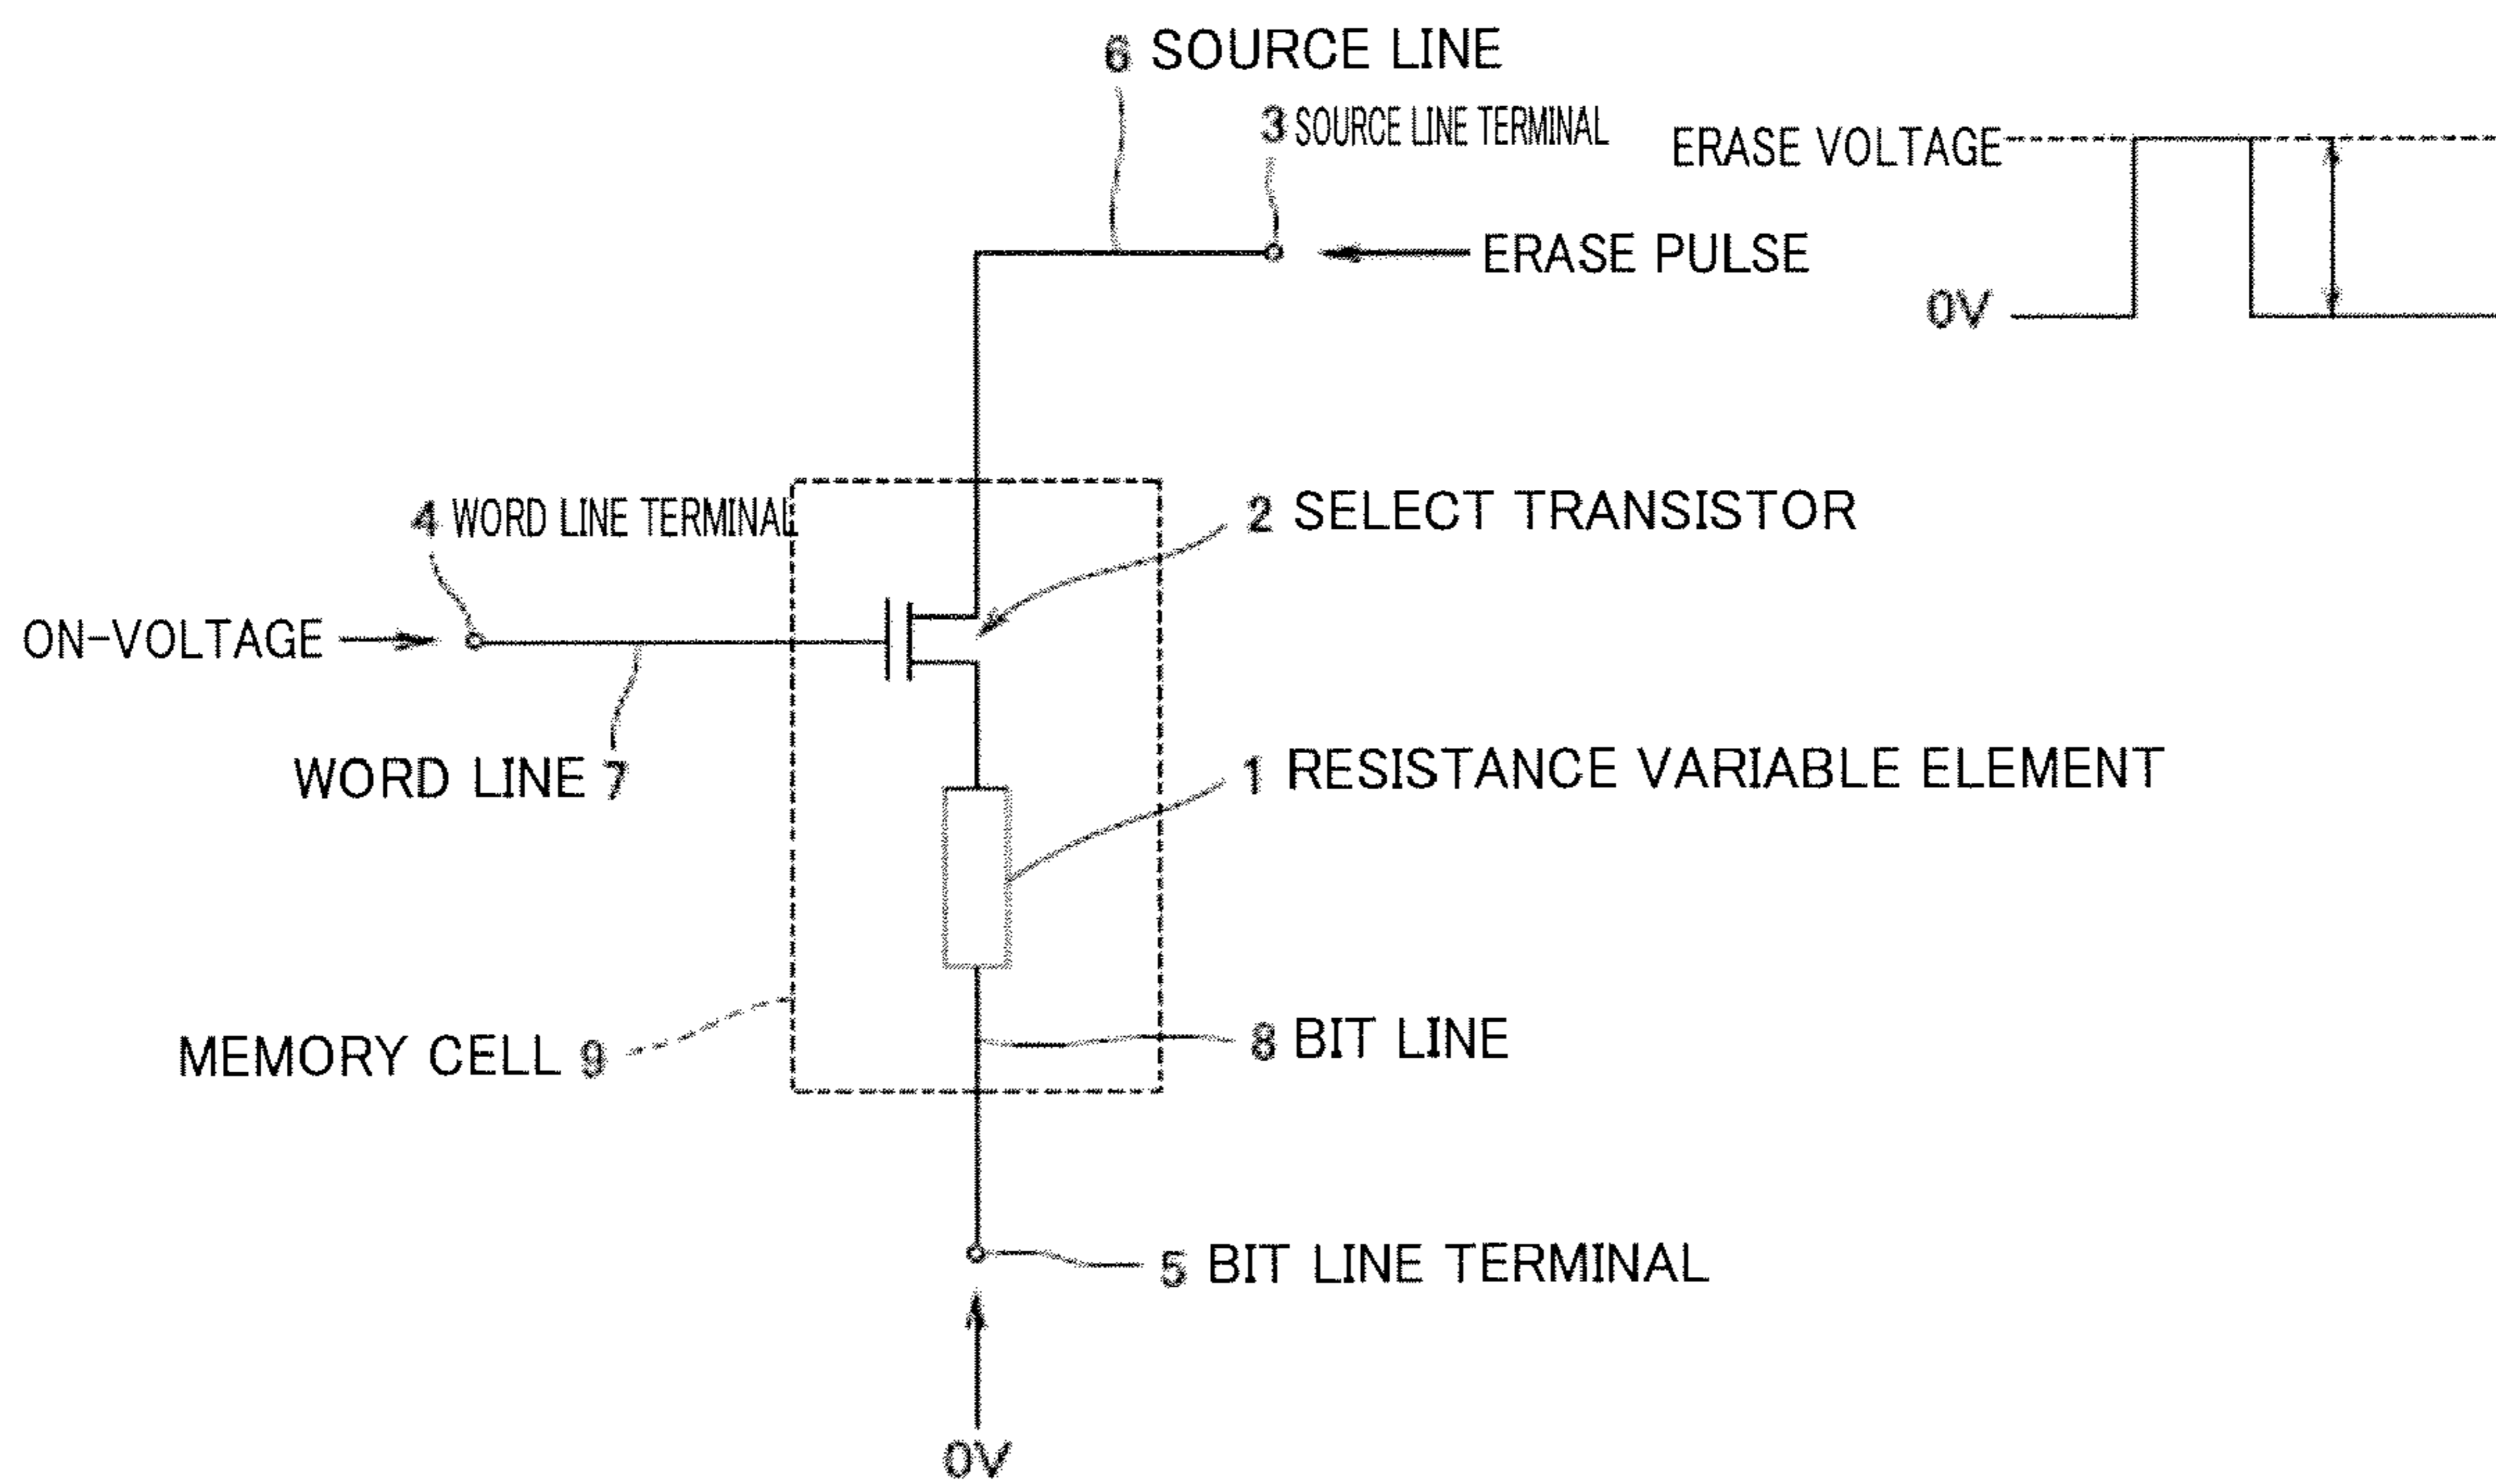 6 SOURCE LINE
3 SOURCE LINE TERMINAL
ERASE VOLTAGE
ERASE PULSE
0V
4 WORD LINE TERMINAL
2 SELECT TRANSISTOR
ON-VOLTAGE
WORD LINE 7
1 RESISTANCE VARIABLE ELEMENT
MEMORY CELL 9
8 BIT LINE
5 BIT LINE TERMINAL
0V